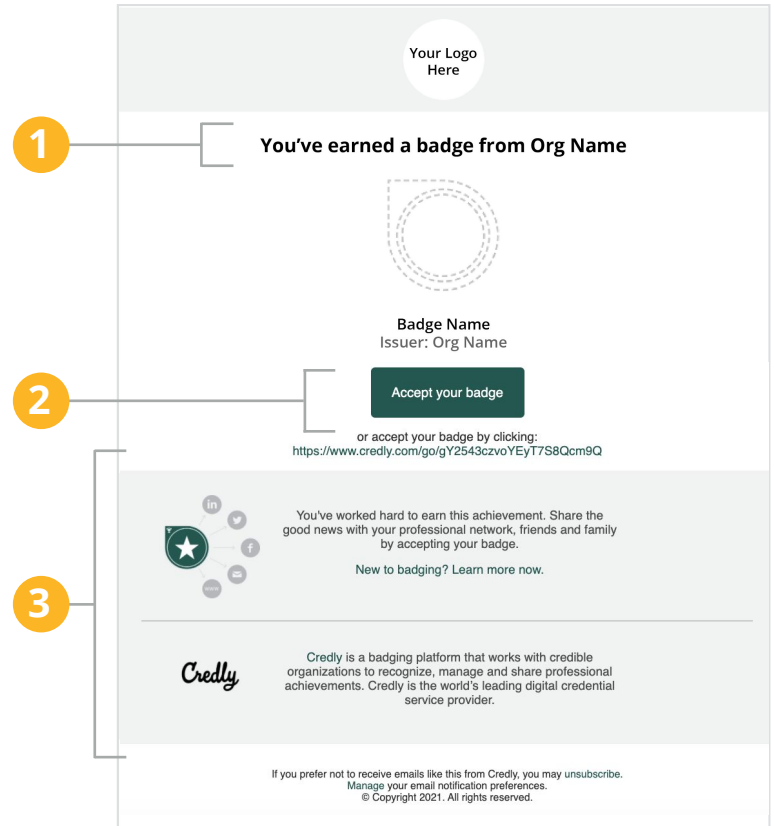 Your Logo
Here
1
You’ve earned a badge from Org Name
Badge Name
Issuer: Org Name
2
Accept your badge
or accept your badge by clicking:
https://www.credly.com/go/gY2543czvoYEyT7S8Qcm9Q
3
in
You've worked hard to earn this achievement. Share the
good news with your professional network, friends and family
by accepting your badge.
f
www
New to badging? Learn more now.
Credly
Credly is a badging platform that works with credible
organizations to recognize, manage and share professional
achievements. Credly is the world's leading digital credential
service provider.
If you prefer not to receive emails like this from Credly, you may unsubscribe.
Manage your email notification preferences.
© Copyright 2021. All rights reserved.